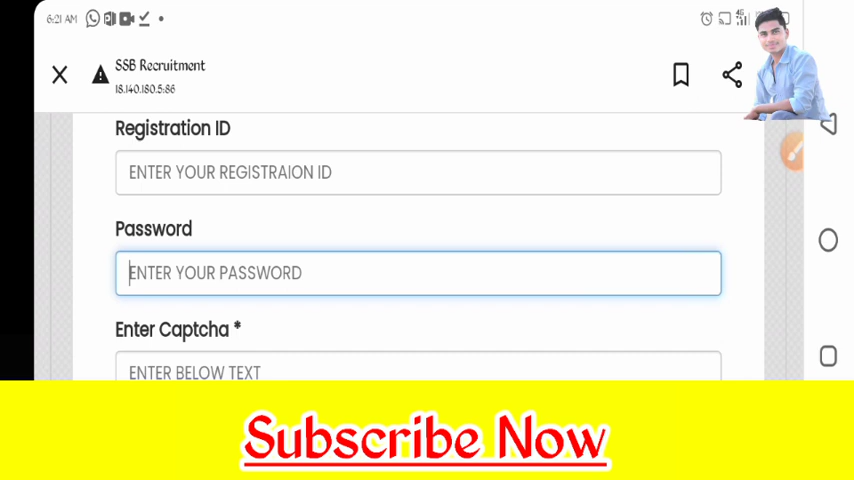 6:21 AM
4G
SSB Recruitment
18.140.180.5:86
Registration ID
ENTER YOUR REGISTRAION ID
Password
ENTER YOUR PASSWORD
Enter Captcha *
ENTER BELOW TEXT
Subscribe Now